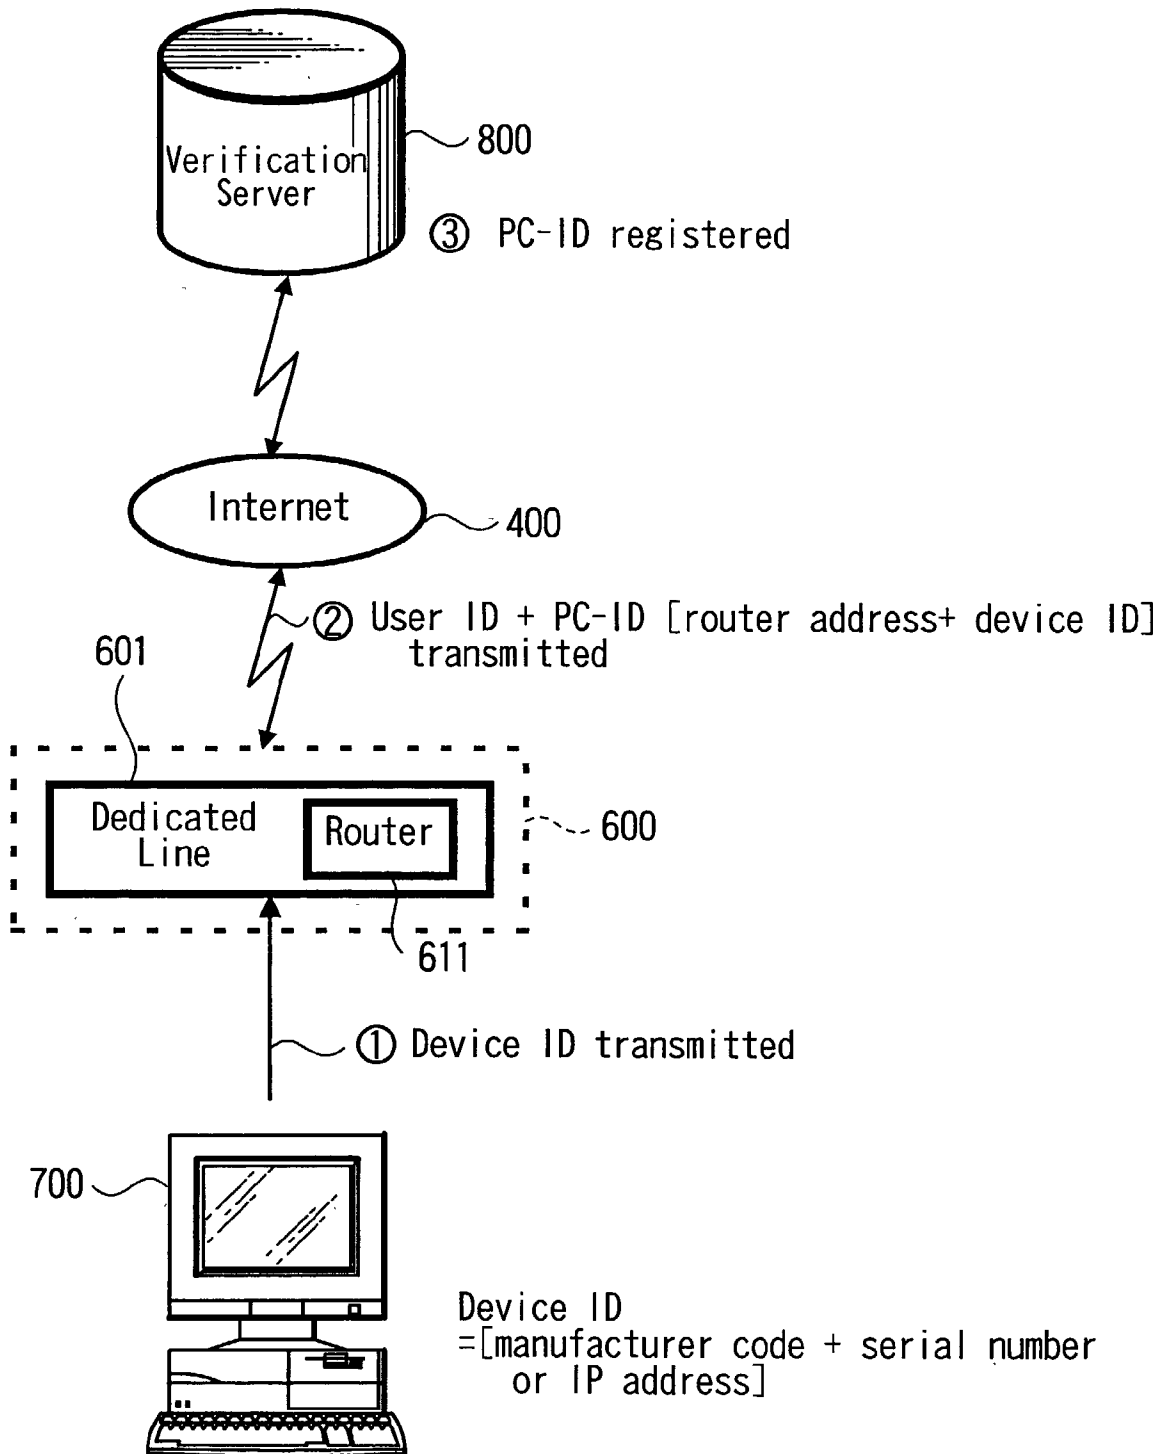 Verification
Server
800
③ PC-ID registered
Internet
400
② User ID + PC-ID [router address+ device ID]
transmitted
601
Dedicated
Line
Router
600
611
① Device ID transmitted
700
Device ID
=[manufacturer code + serial number
or IP address]